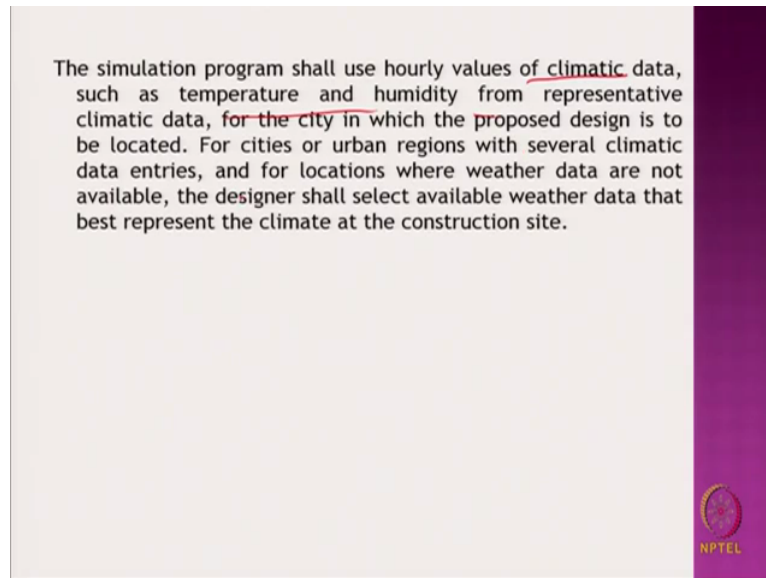 The simulation program shall use hourly values of climatic data,
such as temperature and humidity from representative
climatic data, for the city in which the proposed design is to
be located. For cities or urban regions with several climatic
data entries, and for locations where weather data are not
available, the designer shall select available weather data that
best represent the climate at the construction site.
NPTEL